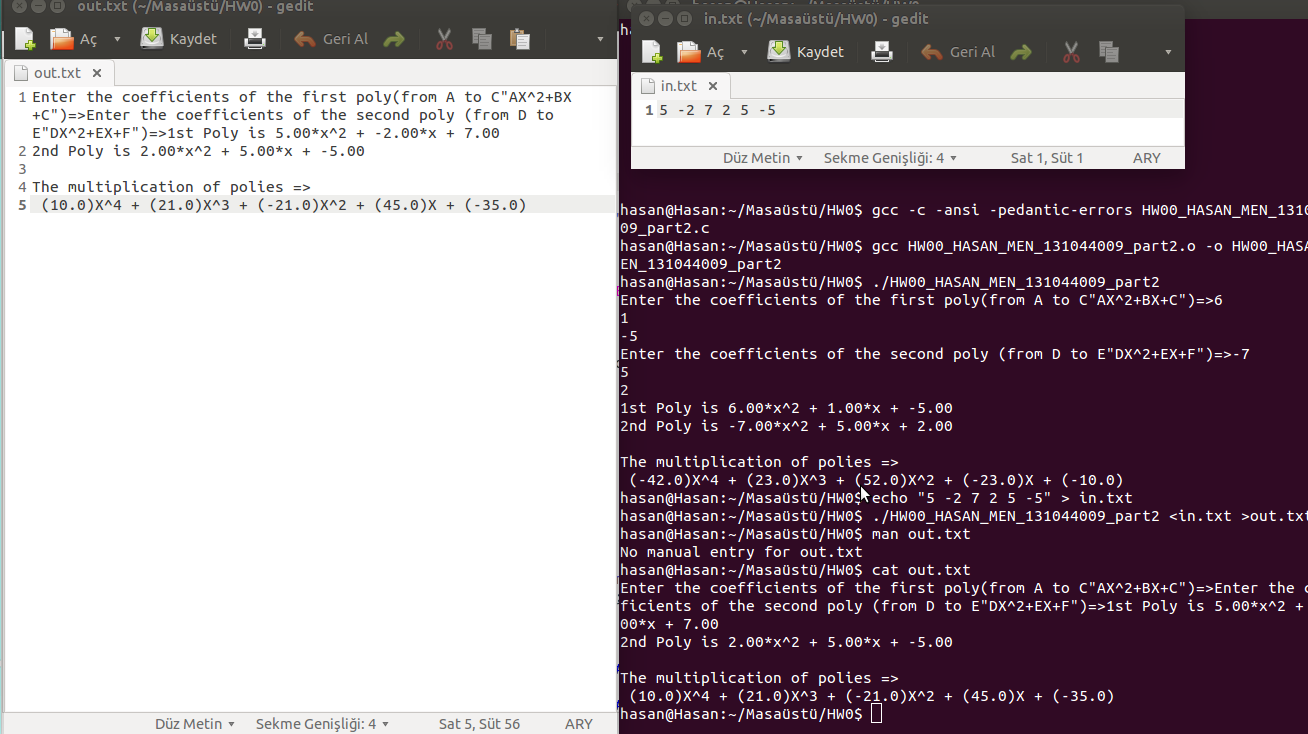 out.txt (~/Masaüstü/HW0) - gedit
Aç Kaydet Geri Al
out.txt
1 Enter the coefficients of the first poly(from A to C"AX^2+BX
+C")=>Enter the coefficients of the second poly (from D to
E"DX^2+EX+F")=>1st Poly is 5.00*x^2 + -2.00*x + 7.00
2 2nd Poly is 2.00*x^2 + 5.00*x + -5.00
3
4 The multiplication of polies =>
5 (10.0)X^4 + (21.0)X^3 + (-21.0)X^2 + (45.0)X + (-35.0)
Düz Metin Sekme Genişliği: 4 Sat 5, Süt 56 ARY
in.txt (~/Masaüstü/HW0) - gedit
Aç Kaydet Geri Al
in.txt
1 5 -2 7 2 5 -5
Düz Metin Sekme Genişliği: 4 Sat 1, Süt 1 ARY
hasan@Hasan:~/Masaüstü/HW0$ gcc -c -ansi -pedantic-errors HW00_HASAN_MEN_1310
09_part2.c
hasan@Hasan:~/Masaüstü/HW0$ gcc HW00_HASAN_MEN_131044009_part2.o -o HW00_HASA
EN_131044009_part2
hasan@Hasan:~/Masaüstü/HW0$ ./HW00_HASAN_MEN_131044009_part2
Enter the coefficients of the first poly(from A to C"AX^2+BX+C")=>6
1
-5
Enter the coefficients of the second poly (from D to E"DX^2+EX+F")=>-7
5
2
1st Poly is 6.00*x^2 + 1.00*x + -5.00
2nd Poly is -7.00*x^2 + 5.00*x + 2.00
The multiplication of polies =>
(-42.0)X^4 + (23.0)X^3 + (52.0)X^2 + (-23.0)X + (-10.0)
hasan@Hasan:~/Masaüstü/HW0$ echo "5 -2 7 2 5 -5" > in.txt
hasan@Hasan:~/Masaüstü/HW0$ ./HW00_HASAN_MEN_131044009_part2 <in.txt >out.txt
hasan@Hasan:~/Masaüstü/HW0$ man out.txt
No manual entry for out.txt
hasan@Hasan:~/Masaüstü/HW0$ cat out.txt
Enter the coefficients of the first poly(from A to C"AX^2+BX+C")=>Enter the
ficients of the second poly (from D to E"DX^2+EX+F")=>1st Poly is 5.00*x^2 +
00*x + 7.00
2nd Poly is 2.00*x^2 + 5.00*x + -5.00
The multiplication of polies =>
(10.0)X^4 + (21.0)X^3 + (-21.0)X^2 + (45.0)X + (-35.0)
hasan@Hasan:~/Masaüstü/HW0$